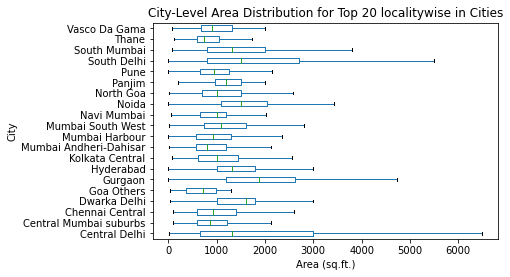 City-Level Area Distribution for Top 20 localitywise in Cities
Vasco Da Gama
Thane
South Mumbai
South Delhi
Pune
Panjim
North Goa
Noida
Navi Mumbai
Mumbai South West
Mumbai Harbour
Mumbai Andheri-Dahisar
Kolkata Central
Hyderabad
Gurgaon
Goa Others
Dwarka Delhi
Chennai Central
Central Mumbai suburbs
Central Delhi
City
0 1000 2000 3000 4000 5000 6000
Area (sq.ft.)